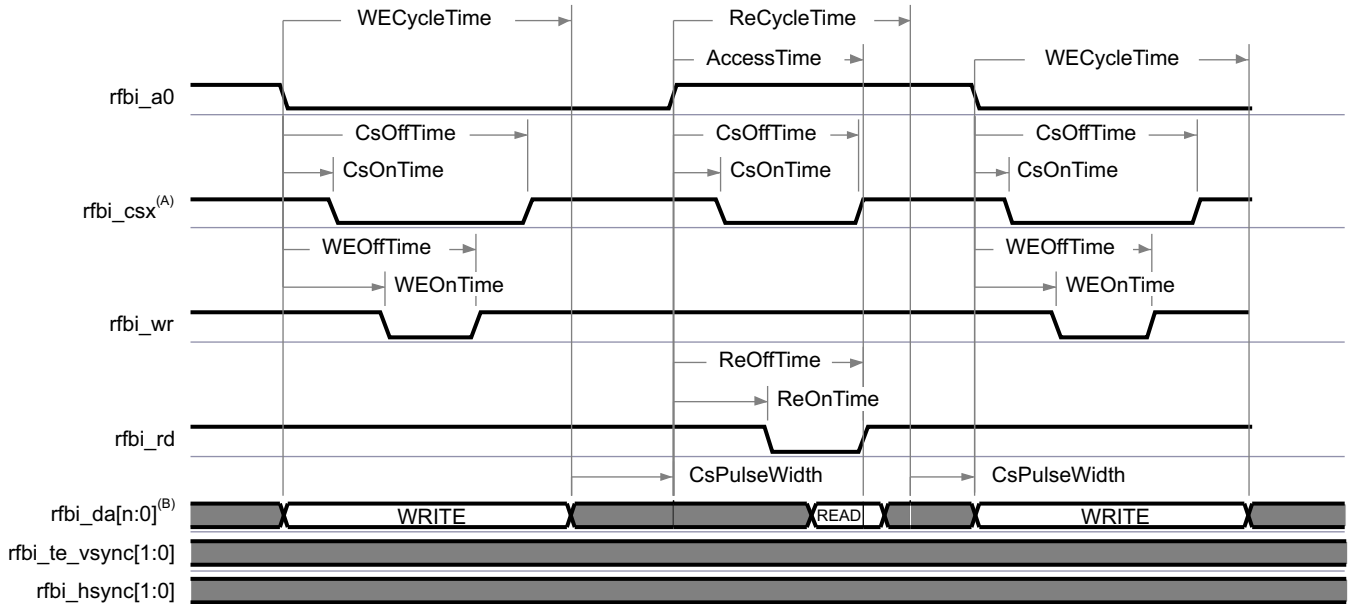 WECycleTime ReCycleTime
AccessTime WECycleTime
rfbi_a0
CsOffTime CsOffTime CsOffTime
CsOnTime CsOnTime CsOnTime
rfbi_csx(A)
WEOffTime WEOffTime
WEOnTime WEOnTime
rfbi_wr
ReOffTime
ReOnTime
rfbi_rd
CsPulseWidth CsPulseWidth
rfbi_da[n:0](B) WRITE READ WRITE
rfbi_te_vsync[1:0]
rfbi_hsync[1:0]